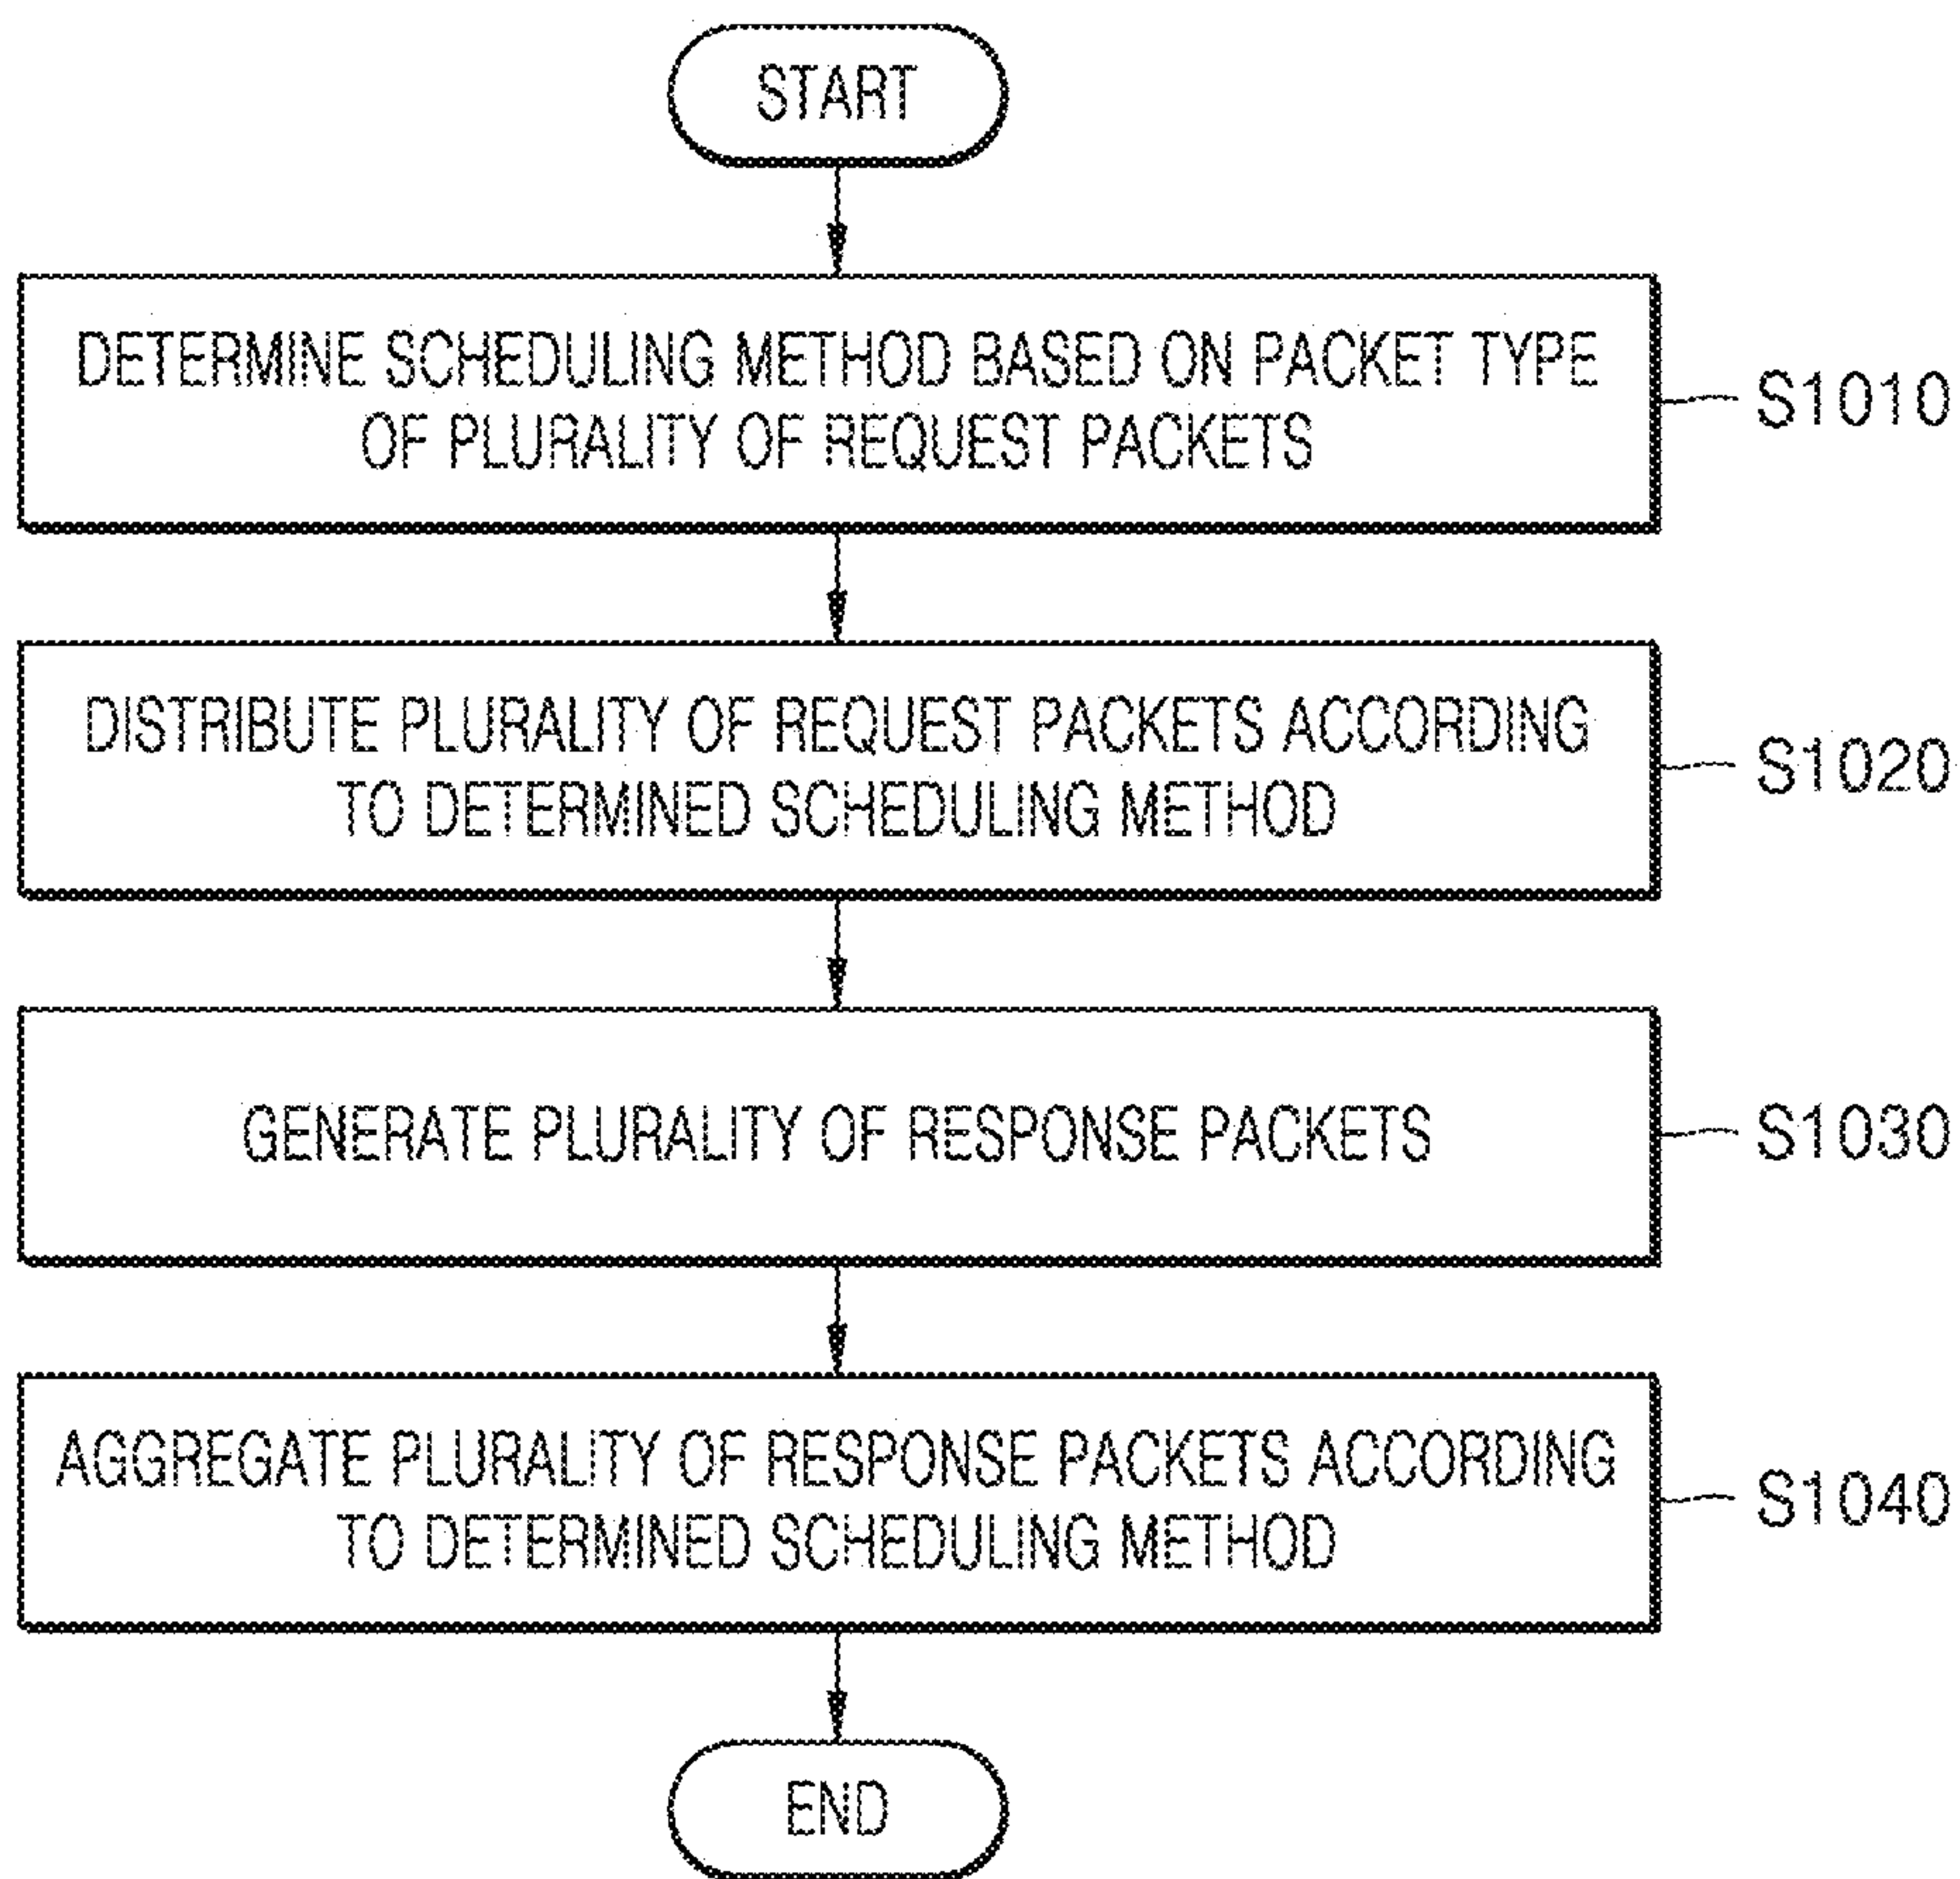 START
DETERMINE SCHEDULING METHOD BASED ON PACKET TYPE
OF PLURALITY OF REQUEST PACKETS
S1010
DISTRIBUTE PLURALITY OF REQUEST PACKETS ACCORDING
TO DETERMINED SCHEDULING METHOD
S1020
GENERATE PLURALITY OF RESPONSE PACKETS
S1030
AGGREGATE PLURALITY OF RESPONSE PACKETS ACCORDING
TO DETERMINED SCHEDULING METHOD
S1040
END